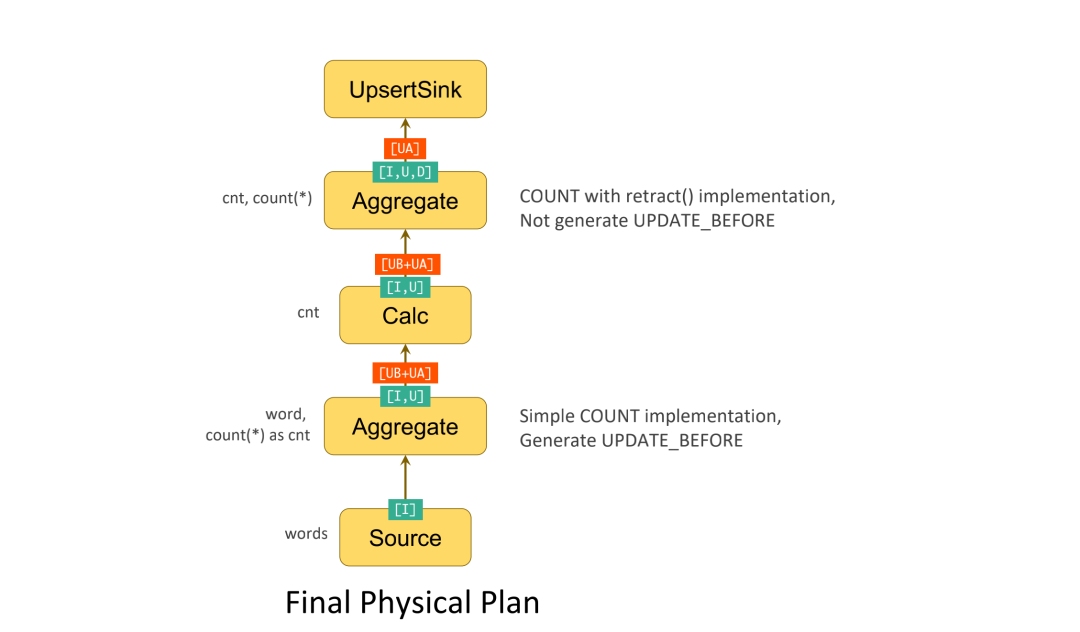 UpsertSink
[UA]
[I,U,D]
cnt, count(*)
Aggregate
COUNT with retract() implementation,
Not generate UPDATE_BEFORE
[UB+UA]
[I,U]
cnt
Calc
[UB+UA]
[I,U]
word,
count(*) as cnt
Aggregate
Simple COUNT implementation,
Generate UPDATE_BEFORE
[I]
words
Source
Final Physical Plan